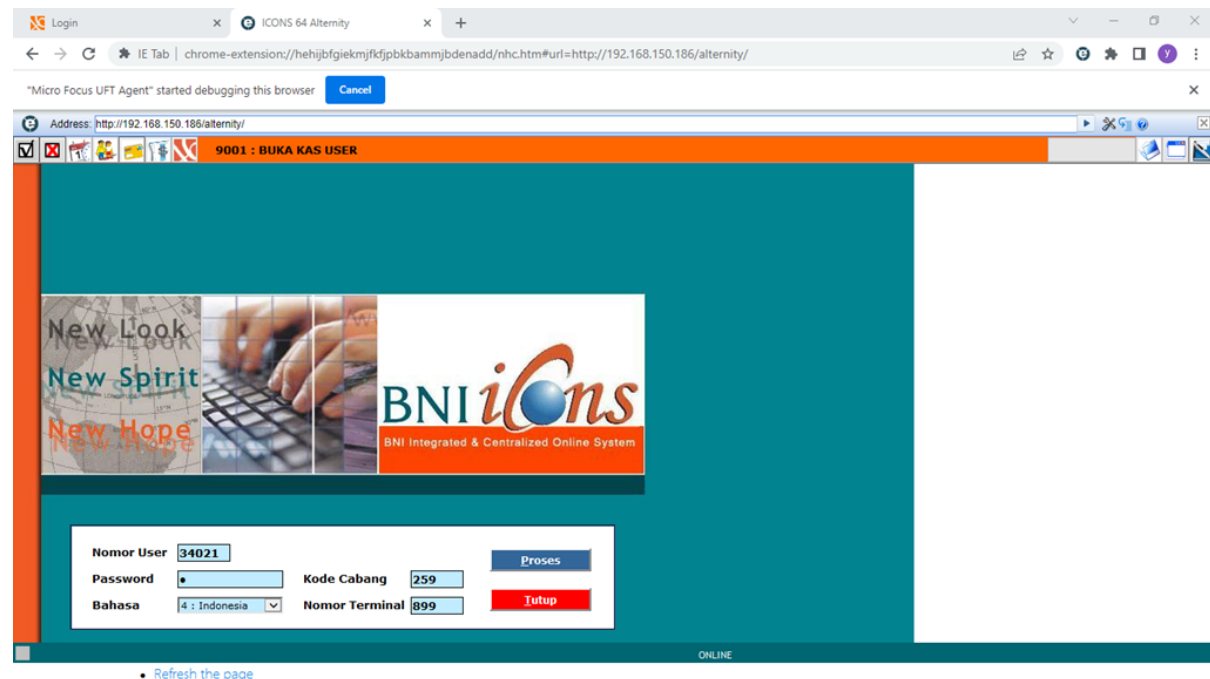 Login
ICONS 64 Alternity
IE Tab | chrome-extension://hehijbfgiekmjfkfjpbkbammjbdenadd/nhc.htm#url=http://192.168.150.186/alternity/
y
"Micro Focus UFT Agent" started debugging this browser Cancel
Address: http://192.168.150.186/alternity/
9001 : BUKA KAS USER
New Look
New Spirit
New Hope
BNI icons
BNI Integrated & Centralized Online System
Nomor User 34021 Proses
Password Kode Cabang 259
Bahasa 4 : Indonesia Nomor Terminal 899 Tutup
ONLINE
• Refresh the page